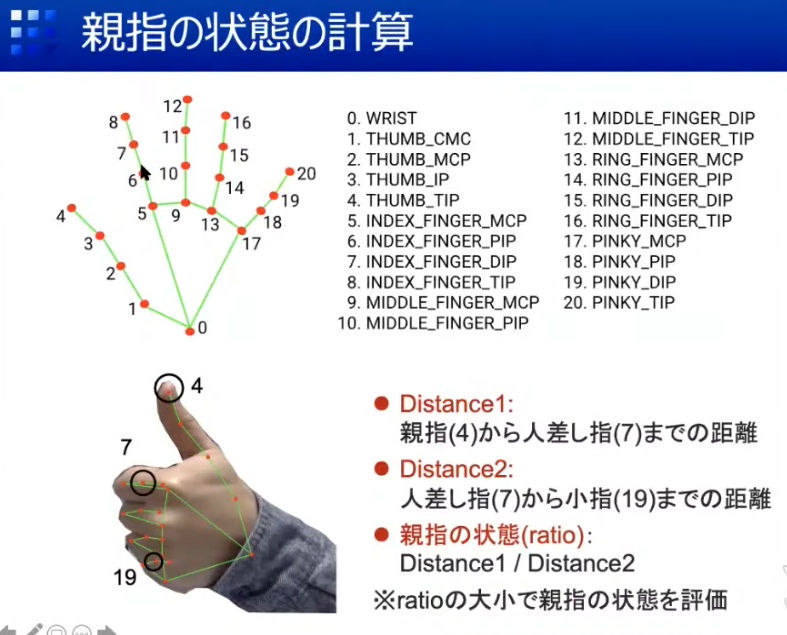 親指の状態の計算
8
7
6
5
12
11
10
9
16
15
14
13
20
19
18
17
4
3
2
1
0
0. WRIST
1. THUMB_CMC
2. THUMB_MCP
3. THUMB_IP
4. THUMB_TIP
5. INDEX_FINGER_MCP
6. INDEX_FINGER_PIP
7. INDEX_FINGER_DIP
8. INDEX_FINGER_TIP
9. MIDDLE_FINGER_MCP
10. MIDDLE_FINGER_PIP
11. MIDDLE_FINGER_DIP
12. MIDDLE_FINGER_TIP
13. RING_FINGER_MCP
14. RING_FINGER_PIP
15. RING_FINGER_DIP
16. RING_FINGER_TIP
17. PINKY_MCP
18. PINKY_PIP
19. PINKY_DIP
20. PINKY_TIP
4
7
19
● Distance1:
親指(4)から人差し指(7)までの距離
● Distance2:
人差し指(7)から小指(19)までの距離
● 親指の状態(ratio):
Distance1 / Distance2
※ratioの大小で親指の状態を評価